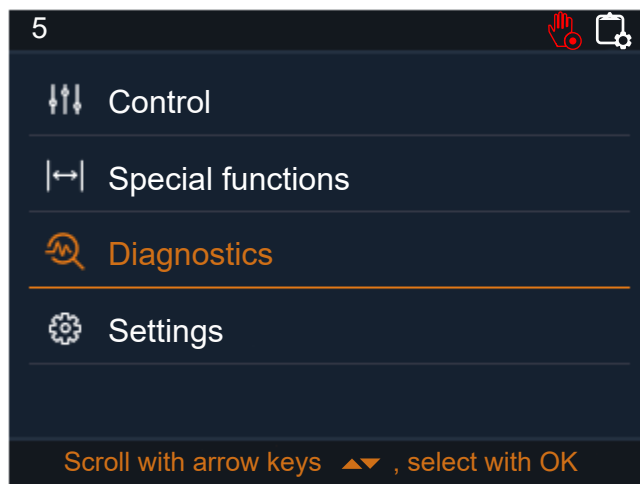 5
Control
Special functions
Diagnostics
Settings
Scroll with arrow keys ▲▼ , select with OK